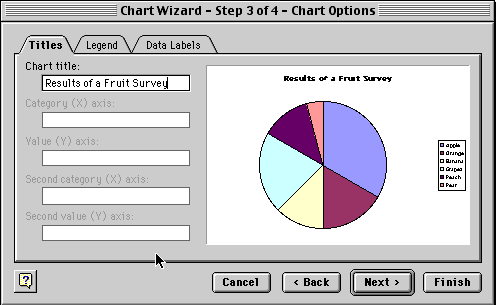 Chart Wizard – Step 3 of 4 – Chart Options
Titles Legend Data Labels
Chart title:
Results of a Fruit Survey
Category (X) axis:
Value (Y) axis:
Second category (X) axis:
Second value (Y) axis:
Results of a Fruit Survey
Apple
Orange
Banana
Grapes
Peach
Pear
?
Cancel < Back Next > Finish